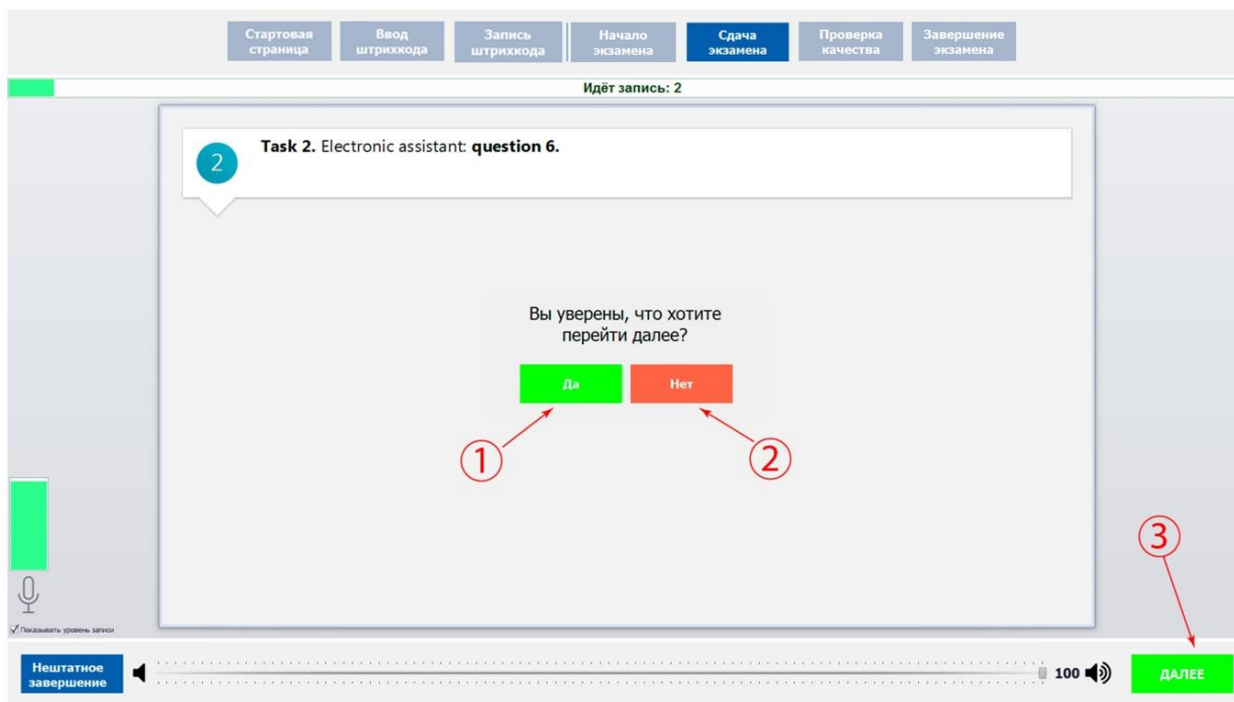 Стартовая страница
Ввод штрихкода
Запись штрихкода
Начало экзамена
Сдача экзамена
Проверка качества
Завершение экзамена
Идёт запись: 2
2
Task 2. Electronic assistant: question 6.
Вы уверены, что хотите
перейти далее?
Да
Нет
1
2
3
Показывать уровень записи
Нештатное
завершение
100
ДАЛЕЕ